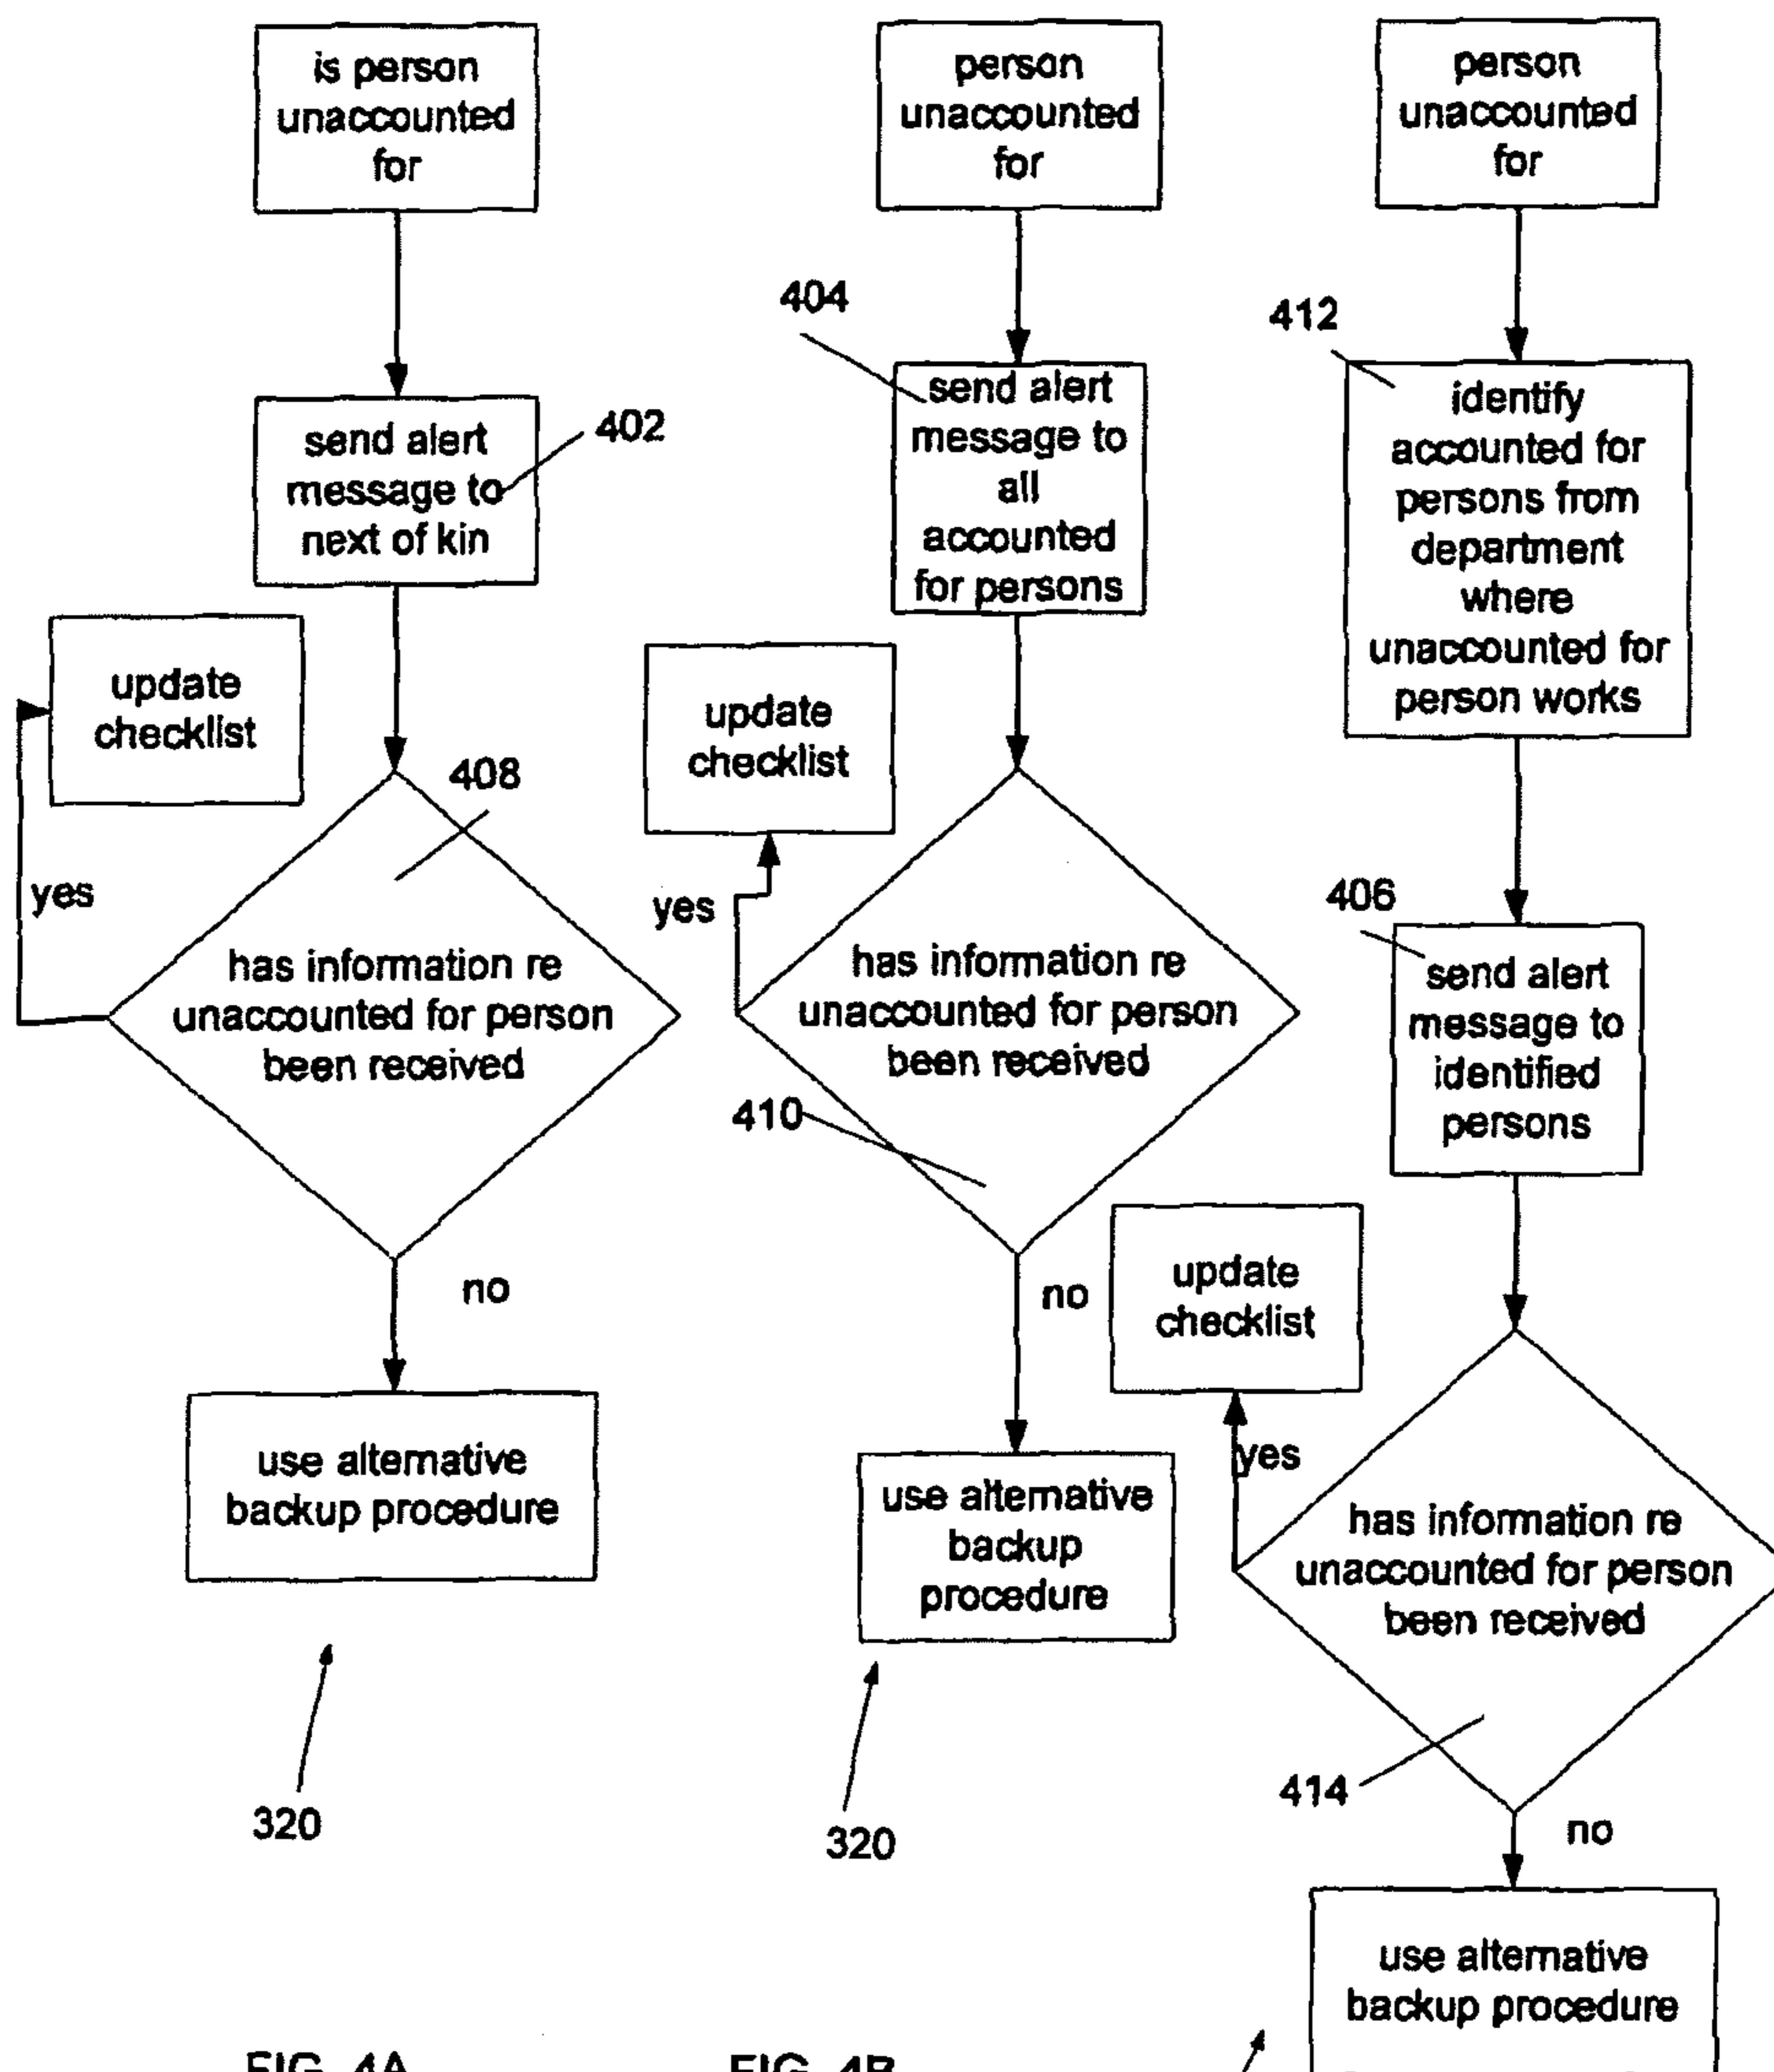 is person
unaccounted
for
send alert
message to
next of kin
402
update
checklist
408
yes
has information re
unaccounted for person
been received
no
use alternative
backup procedure
320
FIG. 4A
person
unaccounted
for
404
send alert
message to
all
accounted
for persons
update
checklist
yes
has information re
unaccounted for person
been received
410
no
use alternative
backup
procedure
320
FIG. 4B
person
unaccounted
for
412
identify
accounted for
persons from
department
where
unaccounted for
person works
406
send alert
message to
identified
persons
update
checklist
yes
has information re
unaccounted for person
been received
414
no
use alternative
backup procedure